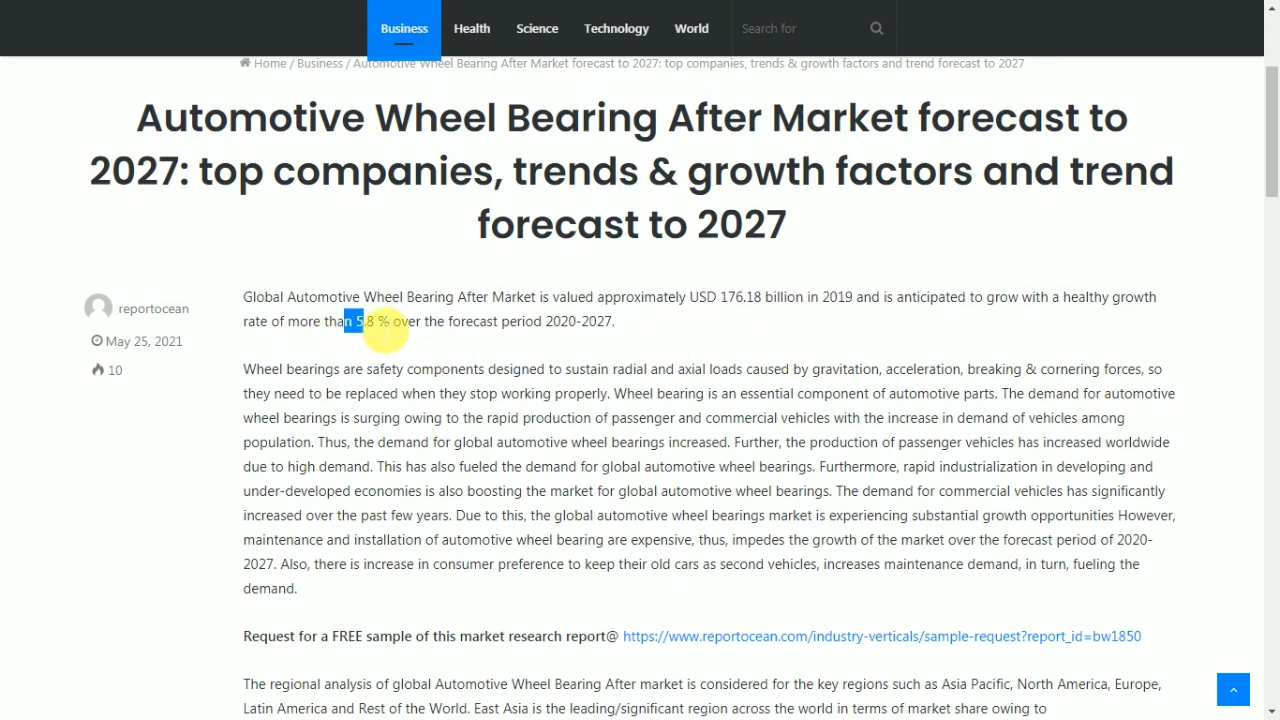 Business Health Science Technology World Search for
Home / Business / Automotive Wheel Bearing After Market forecast to 2027: top companies, trends & growth factors and trend forecast to 2027
Automotive Wheel Bearing After Market forecast to
2027: top companies, trends & growth factors and trend
forecast to 2027
reportocean
May 25, 2021
10
Global Automotive Wheel Bearing After Market is valued approximately USD 176.18 billion in 2019 and is anticipated to grow with a healthy growth
rate of more than 5.8 % over the forecast period 2020-2027.
Wheel bearings are safety components designed to sustain radial and axial loads caused by gravitation, acceleration, breaking & cornering forces, so
they need to be replaced when they stop working properly. Wheel bearing is an essential component of automotive parts. The demand for automotive
wheel bearings is surging owing to the rapid production of passenger and commercial vehicles with the increase in demand of vehicles among
population. Thus, the demand for global automotive wheel bearings increased. Further, the production of passenger vehicles has increased worldwide
due to high demand. This has also fueled the demand for global automotive wheel bearings. Furthermore, rapid industrialization in developing and
under-developed economies is also boosting the market for global automotive wheel bearings. The demand for commercial vehicles has significantly
increased over the past few years. Due to this, the global automotive wheel bearings market is experiencing substantial growth opportunities However,
maintenance and installation of automotive wheel bearing are expensive, thus, impedes the growth of the market over the forecast period of 2020-
2027. Also, there is increase in consumer preference to keep their old cars as second vehicles, increases maintenance demand, in turn, fueling the
demand.
Request for a FREE sample of this market research report@ https://www.reportocean.com/industry-verticals/sample-request?report_id=bw1850
The regional analysis of global Automotive Wheel Bearing After market is considered for the key regions such as Asia Pacific, North America, Europe,
Latin America and Rest of the World. East Asia is the leading/significant region across the world in terms of market share owing to